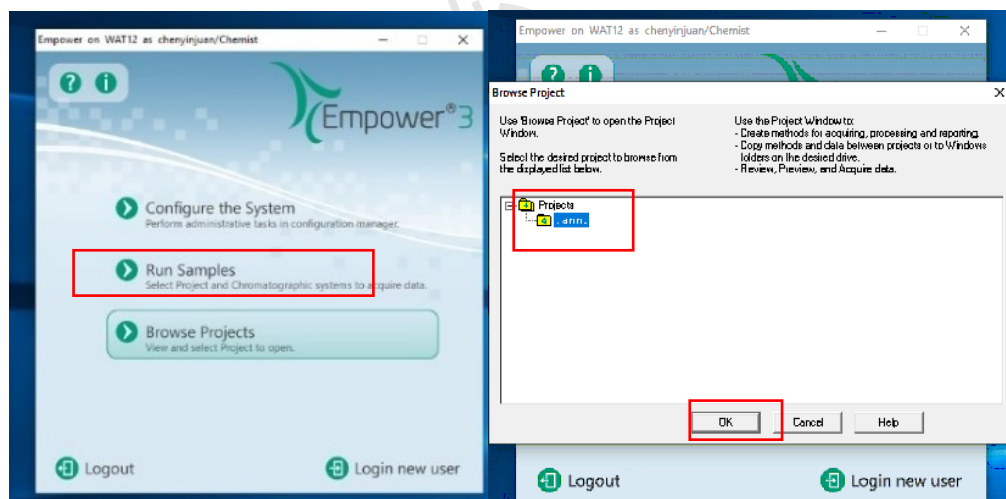 Empower on WAT12 as chenyinjuan/Chemist
Empower®3
Configure the System
Perform administrative tasks in configuration manager.
Run Samples
Select Project and Chromatographic systems to acquire data.
Browse Projects
View and select Project to open.
Logout
Login new user
Empower on WAT12 as chenyinjuan/Chemist
Browse Project
Use 'Browse Project' to open the Project
Window.
Select the desired project to browse from
the displayed list below.
Use the Project Window to:
- Create methods for acquiring, processing and reporting.
- Copy methods and data between projects or to Windows
folders on the desired drive.
- Review, Preview, and Acquire data.
Projects
OK
Cancel
Help
Logout
Login new user